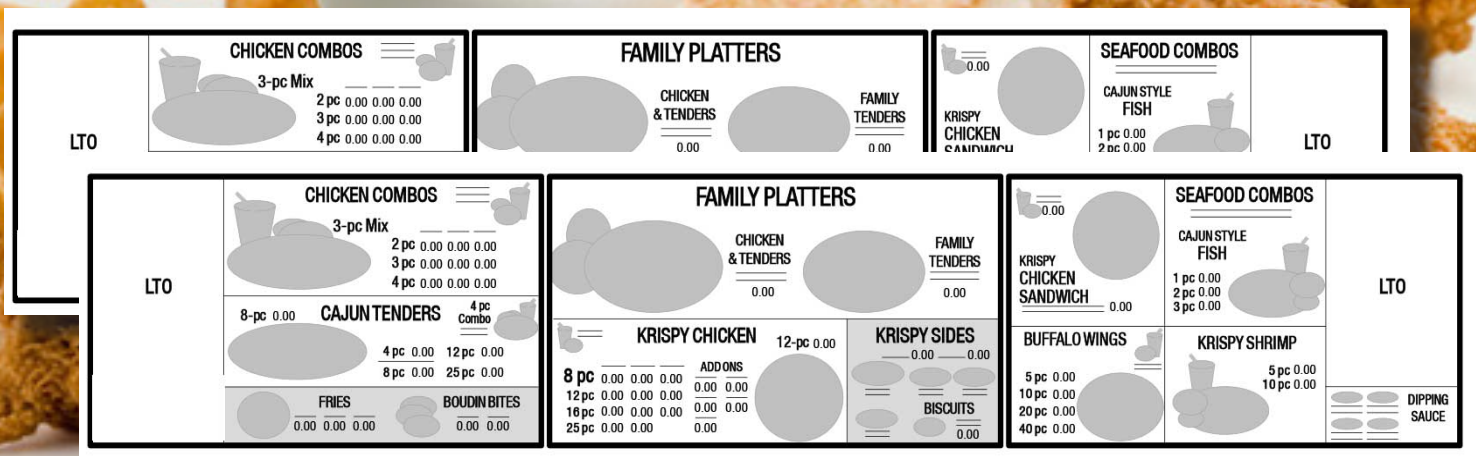 LTO
CHICKEN COMBOS
3-pc Mix
2 pc 0.00 0.00 0.00
3 pc 0.00 0.00 0.00
4 pc 0.00 0.00 0.00
FAMILY PLATTERS
CHICKEN
& TENDERS
0.00
FAMILY
TENDERS
0.00
0.00
KRISPY
CHICKEN
SANDWICH
SEAFOOD COMBOS
CAJUN STYLE
FISH
1 pc 0.00
2 pc 0.00
LTO
LTO
CHICKEN COMBOS
3-pc Mix
2 pc 0.00 0.00 0.00
3 pc 0.00 0.00 0.00
4 pc 0.00 0.00 0.00
8-pc 0.00
CAJUN TENDERS
4 pc
Combo
4 pc 0.00 12 pc 0.00
8 pc 0.00 25 pc 0.00
FRIES
0.00 0.00 0.00
BOUDIN BITES
0.00 0.00
FAMILY PLATTERS
CHICKEN
& TENDERS
0.00
FAMILY
TENDERS
0.00
KRISPY CHICKEN
12-pc 0.00
8 pc 0.00 0.00 0.00
12 pc 0.00 0.00 0.00
16 pc 0.00 0.00 0.00
25 pc 0.00
ADD ONS
0.00 0.00
0.00 0.00
0.00
KRISPY SIDES
0.00 0.00
BISCUITS
0.00
0.00
KRISPY
CHICKEN
SANDWICH
0.00
SEAFOOD COMBOS
CAJUN STYLE
FISH
1 pc 0.00
2 pc 0.00
3 pc 0.00
BUFFALO WINGS
5 pc 0.00
10 pc 0.00
20 pc 0.00
40 pc 0.00
KRISPY SHRIMP
5 pc 0.00
10 pc 0.00
LTO
DIPPING
SAUCE